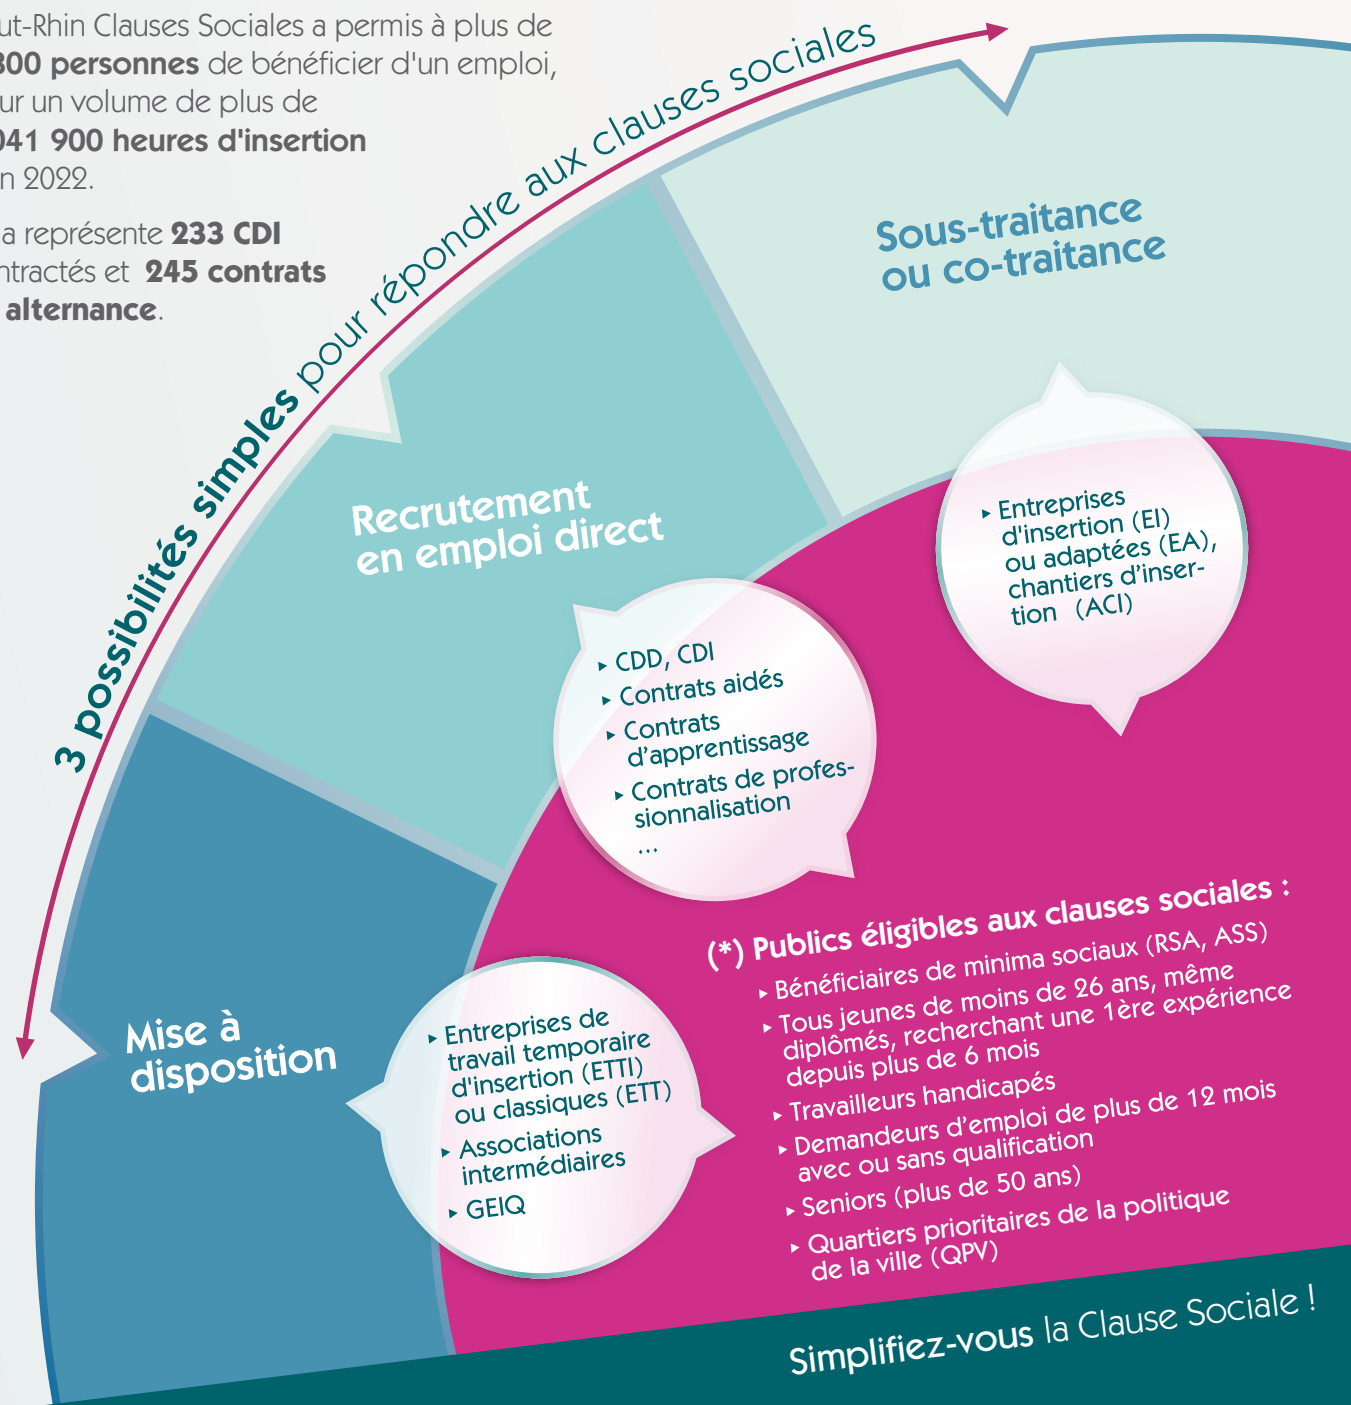 ut-Rhin Clauses Sociales a permis à plus de
300 personnes de bénéficier d'un emploi,
ur un volume de plus de
041 900 heures d'insertion
n 2022.
a représente 233 CDI
ntractés et 245 contrats
alternance.
3 possibilités simples pour répondre aux clauses sociales
Sous-traitance
ou co-traitance
▸ Entreprises
d'insertion (EI)
ou adaptées (EA),
chantiers d'inser-
tion (ACI)
Recrutement
en emploi direct
▸ CDD, CDI
▸ Contrats aidés
▸ Contrats
d'apprentissage
▸ Contrats de profes-
sionnalisation
...
Mise à
disposition
▸ Entreprises de
travail temporaire
d'insertion (ETTI)
ou classiques (ETT)
▸ Associations
intermédiaires
▸ GEIQ
(*) Publics éligibles aux clauses sociales :
▸ Bénéficiaires de minima sociaux (RSA, ASS)
▸ Tous jeunes de moins de 26 ans, même
diplômés, recherchant une 1ère expérience
depuis plus de 6 mois
▸ Travailleurs handicapés
▸ Demandeurs d'emploi de plus de 12 mois
avec ou sans qualification
▸ Seniors (plus de 50 ans)
▸ Quartiers prioritaires de la politique
de la ville (QPV)
Simplifiez-vous la Clause Sociale !